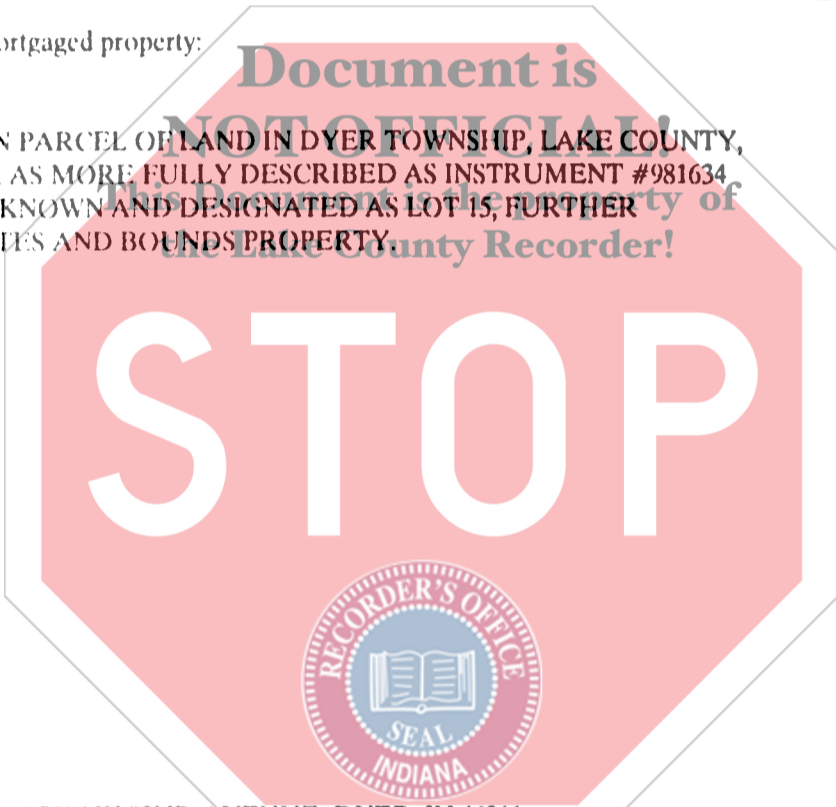 ortgaged property:
Document is
NOT OFFICIAL!
N PARCEL OF LAND IN DYER TOWNSHIP, LAKE COUNTY,
AS MORE FULLY DESCRIBED AS INSTRUMENT #981634
This Document is the property of
KNOWN AND DESIGNATED AS LOT 15, FURTHER
TES AND BOUNDS PROPERTY.
the Lake County Recorder!
STOP
RECORDER'S OFFICE
SEAL
INDIANA